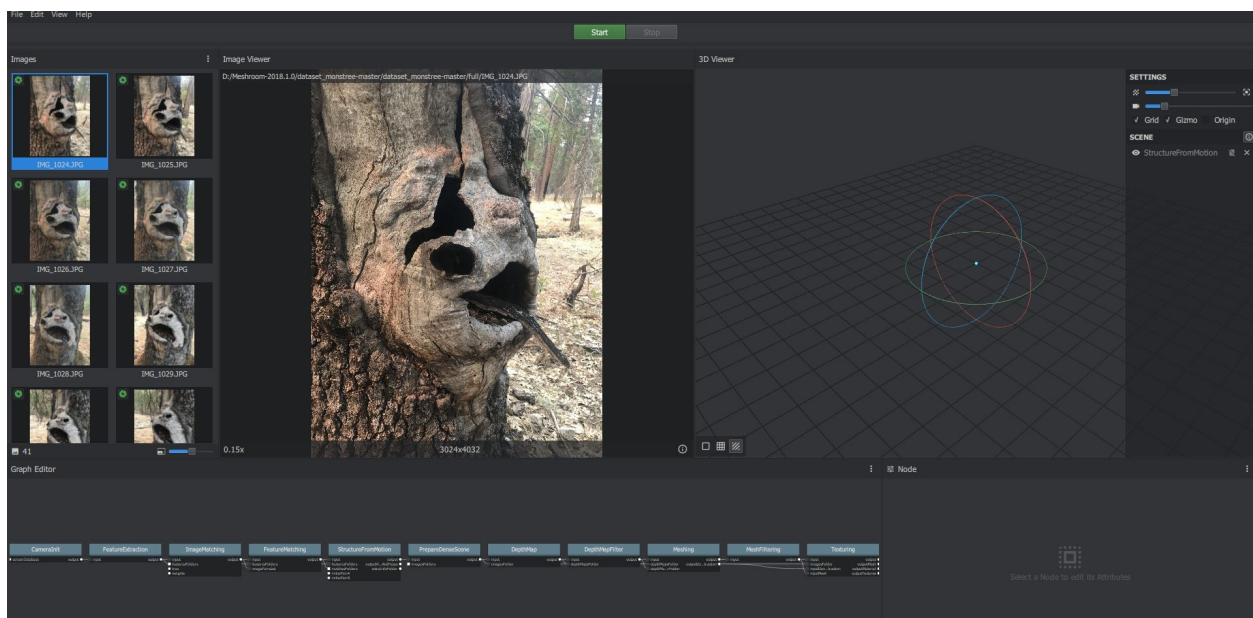 File Edit View Help
Start Stop
Images
IMG_1024.JPG
IMG_1025.JPG
IMG_1026.JPG
IMG_1027.JPG
IMG_1028.JPG
IMG_1029.JPG
41
Image Viewer
D:/Meshroom-2018.1.0/dataset_monstree-master/dataset_monstree-master/full/IMG_1024.JPG
0.15x
3024x4032
3D Viewer
SETTINGS
Grid Gizmo Origin
SCENE
StructureFromMotion
Graph Editor
CameraInit
FeatureExtraction
ImageMatching
FeatureMatching
StructureFromMotion
PrepareDenseScene
DepthMap
DepthMapFilter
Meshing
MeshFiltering
Texturing
Node
Select a Node to edit its Attributes